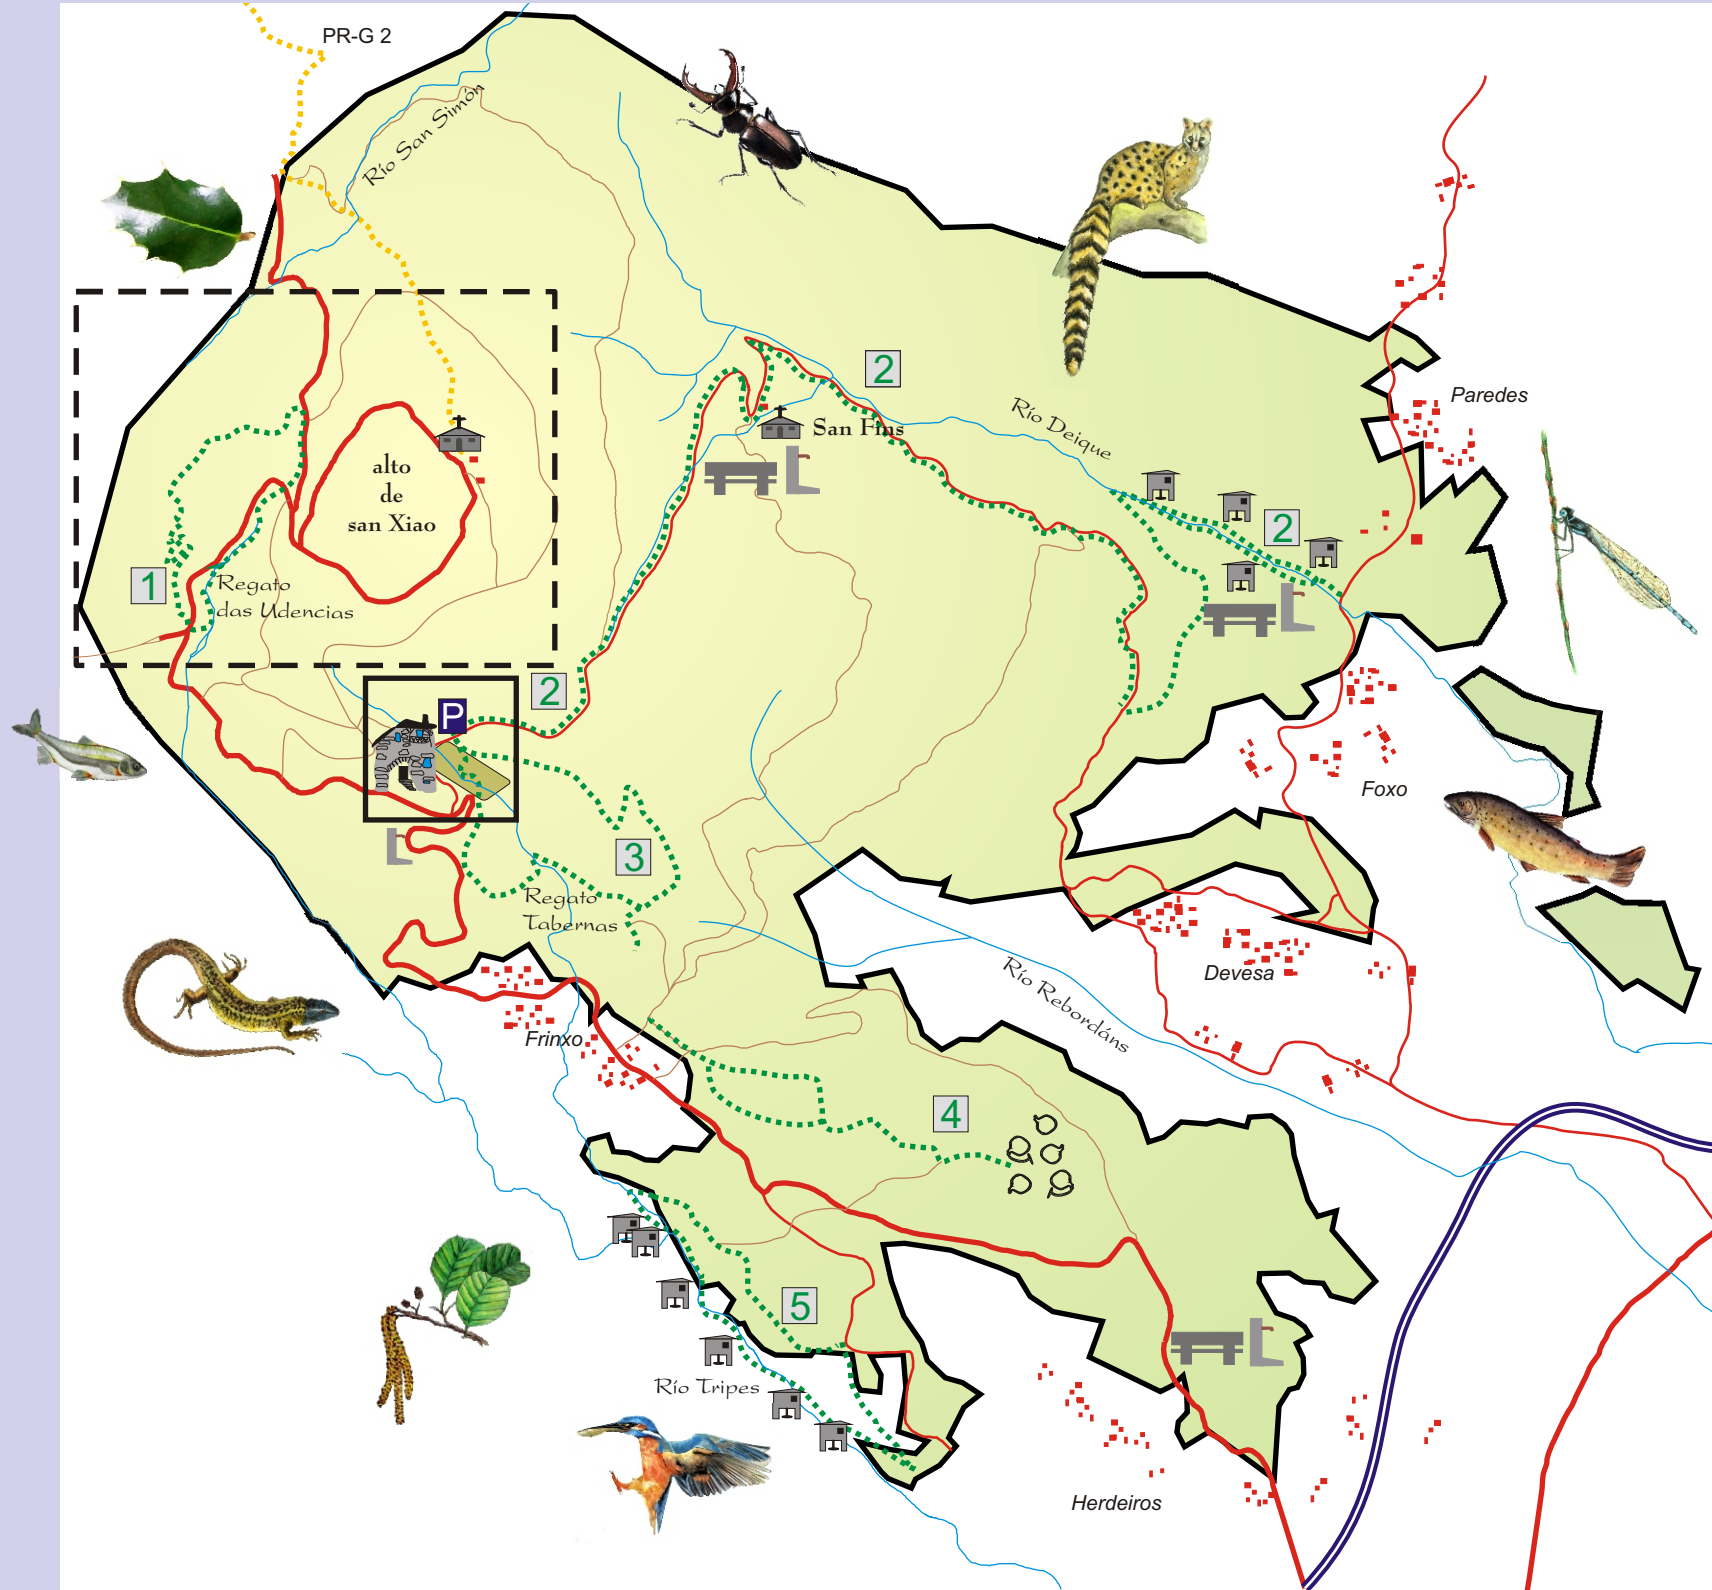 PR-G 2
Río San Simón
2
Río Deique
Paredes
San Fins
alto
de
san Xiao
2
1
Regato
das Udencias
2
P
Foxo
3
Regato
Tabernas
Devesa
Río Rebordáns
Frinxo
4
5
Río Tripes
Herdeiros